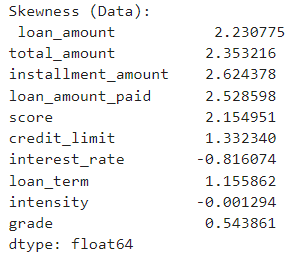 Skewness (Data):
loan_amount 2.230775
total_amount 2.353216
installment_amount 2.624378
loan_amount_paid 2.528598
score 2.154951
credit_limit 1.332340
interest_rate -0.816074
loan_term 1.155862
intensity -0.001294
grade 0.543861
dtype: float64